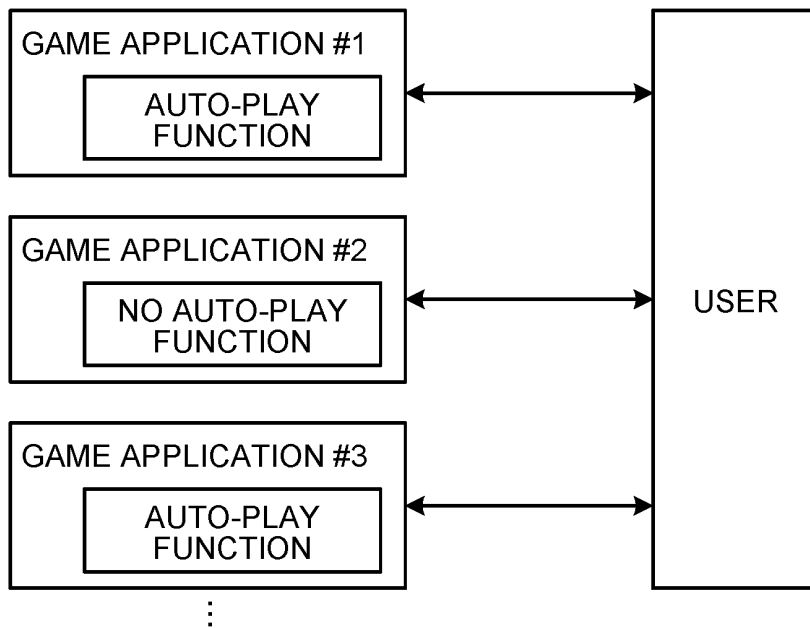 GAME APPLICATION #1
AUTO-PLAY
FUNCTION
GAME APPLICATION #2
NO AUTO-PLAY
FUNCTION
USER
GAME APPLICATION #3
AUTO-PLAY
FUNCTION
⋮